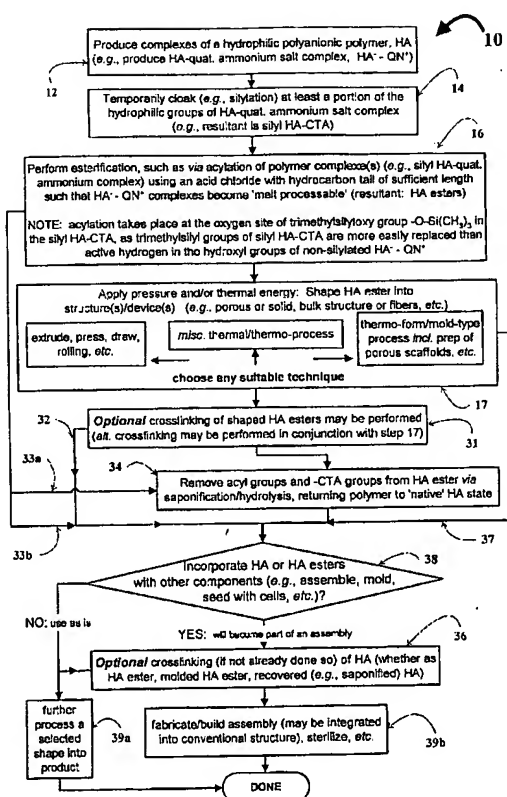 10
Produce complexes of a hydrophilic polyanionic polymer, HA
(e.g., produce HA-quat. ammonium salt complex, HA⁻ - QN⁺)
12
Temporarily cloak (e.g., silylation) at least a portion of the
hydrophilic groups of HA-quat. ammonium salt complex
(e.g., resultant is silyl HA-CTA)
14
16
Perform esterification, such as via acylation of polymer complexe(s) (e.g., silyl HA-quat.
ammonium complex) using an acid chloride with hydrocarbon tail of sufficient length
such that HA⁻ - QN⁺ complexes become 'melt processable' (resultant: HA esters)
NOTE: acylation takes place at the oxygen site of trimethylsilyloxy group -O-Si(CH₃)₃ in
the silyl HA-CTA, as trimethylsilyl groups of silyl HA-CTA are more easily replaced than
active hydrogen in the hydroxyl groups of non-silylated HA⁻ - QN⁺
Apply pressure and/or thermal energy: Shape HA ester into
structure(s)/device(s) (e.g., porous or solid, bulk structure or fibers, etc.)
extrude, press, draw,
rolling, etc.
misc. thermal/thermo-process
thermo-form/mold-type
process incl. prep of
porous scaffolds, etc.
choose any suitable technique
17
32
Optional crosslinking of shaped HA esters may be performed
(alt. crosslinking may be performed in conjunction with step 17)
31
33a
34
Remove acyl groups and -CTA groups from HA ester via
saponification/hydrolysis, returning polymer to 'native' HA state
33b
37
38
Incorporate HA or HA esters
with other components (e.g., assemble, mold,
seed with cells, etc.)?
NO: use as is
YES: will become part of an assembly
36
Optional crosslinking (if not already done so) of HA (whether as
HA ester, molded HA ester, recovered (e.g., saponified) HA)
further
process a
selected
shape into
product
39a
fabricate/build assembly (may be integrated
into conventional structure), sterilize, etc.
39b
DONE